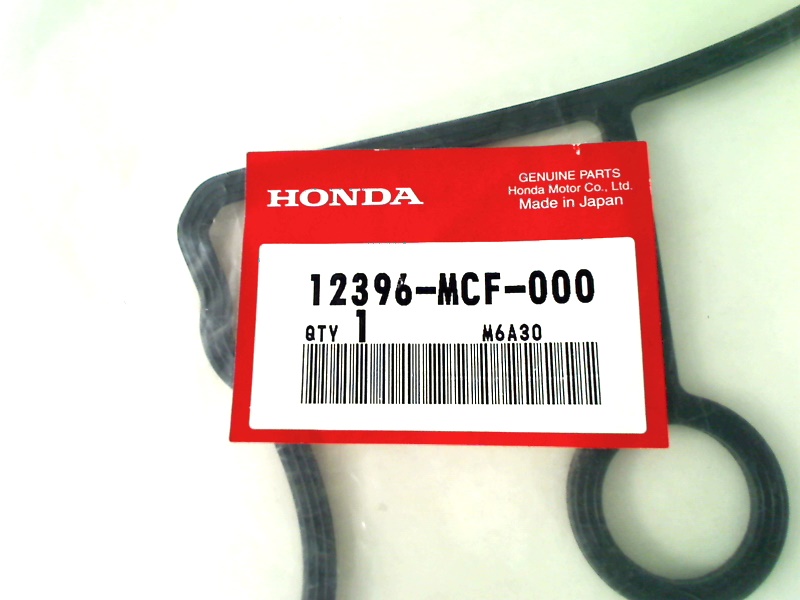 HONDA
GENUINE PARTS
Honda Motor Co., Ltd.
Made in Japan
12396-MCF-000
QTY 1 M6A30